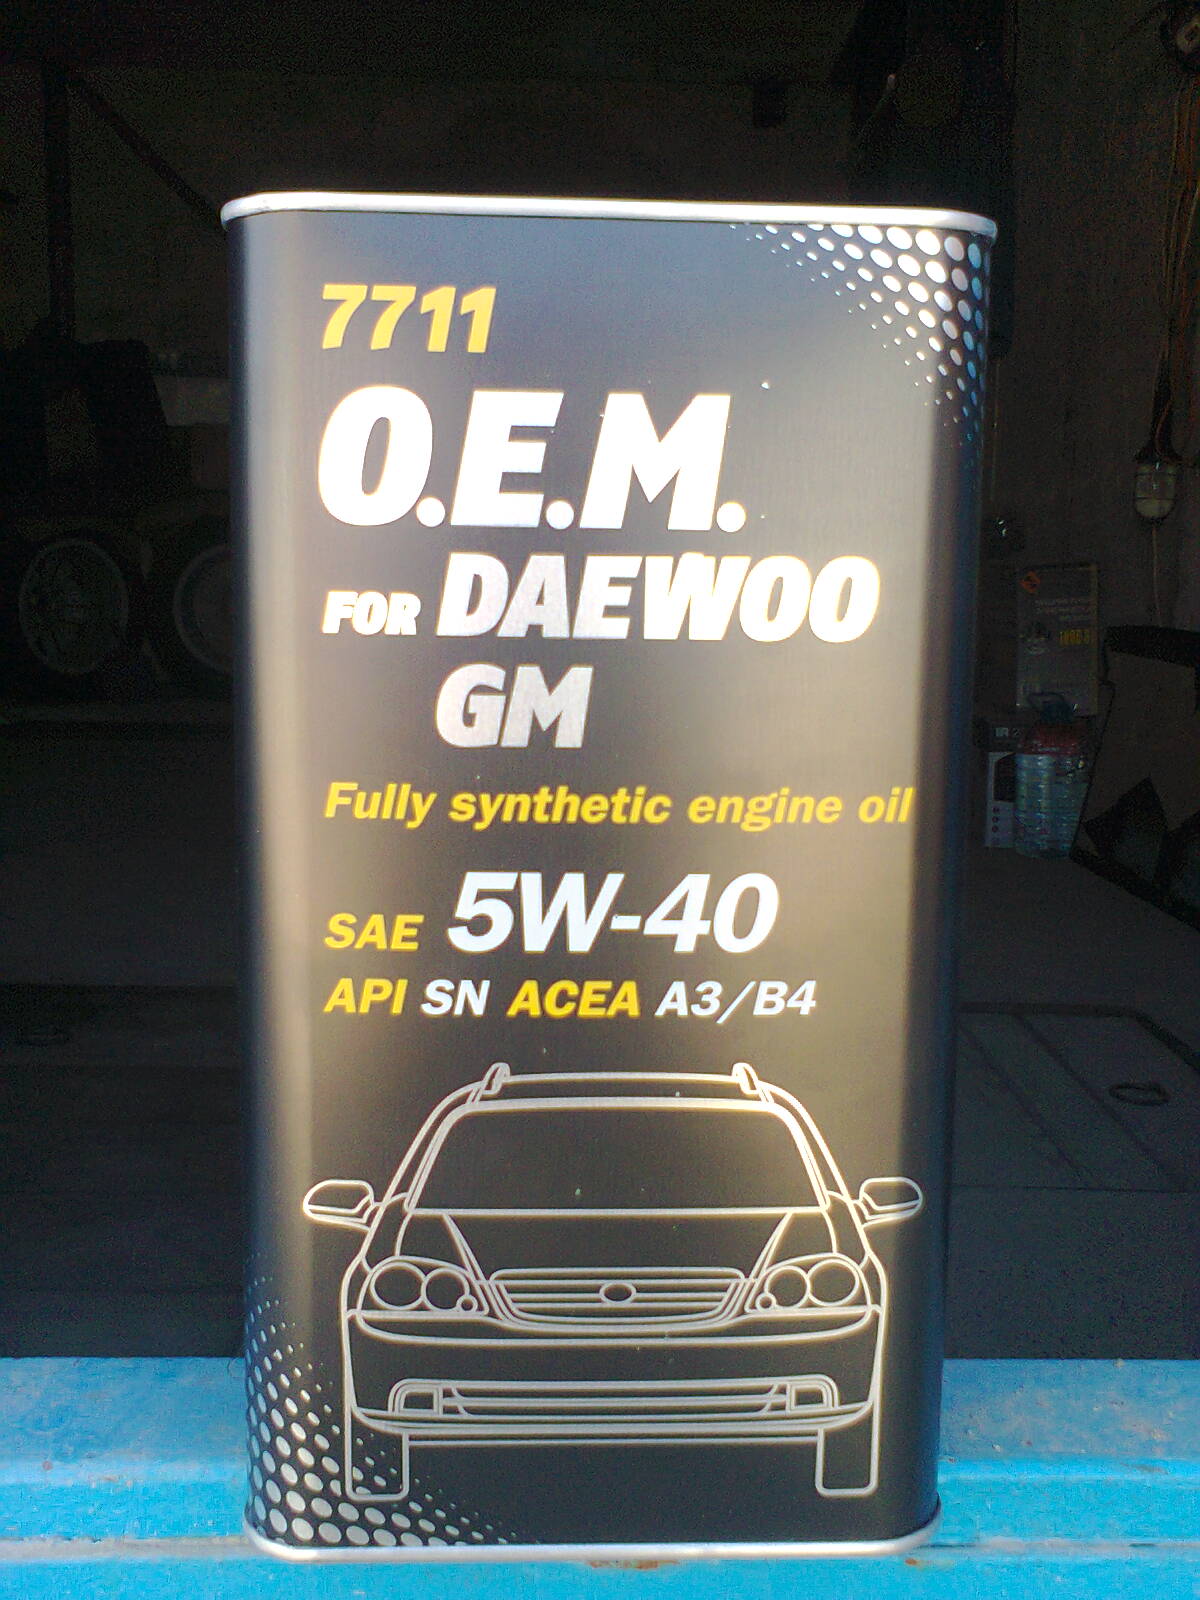 7711
O.E.M.
FOR DAEWOO
GM
Fully synthetic engine oil
SAE 5W-40
API SN ACEA A3/B4